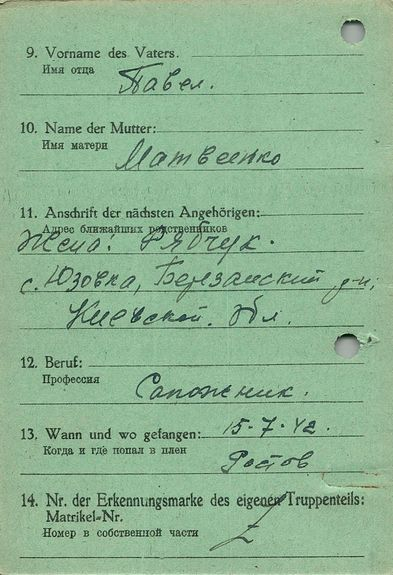 9. Vorname des Vaters.
Имя отца
Павел.
10. Name der Mutter:
Имя матери
Матвеенко
11. Anschrift der nächsten Angehörigen:
Адрес ближайших родственников
Жена: Рябчук.
с. Юзовка, Березанский р-н,
Киевской. обл.
12. Beruf:
Профессия
Сапожник.
13. Wann und wo gefangen: 15-7-42.
Когда и где попал в плен
Ростов
14. Nr. der Erkennungsmarke des eigenen Truppenteils:
Matrikel-Nr.
Номер в собственной части